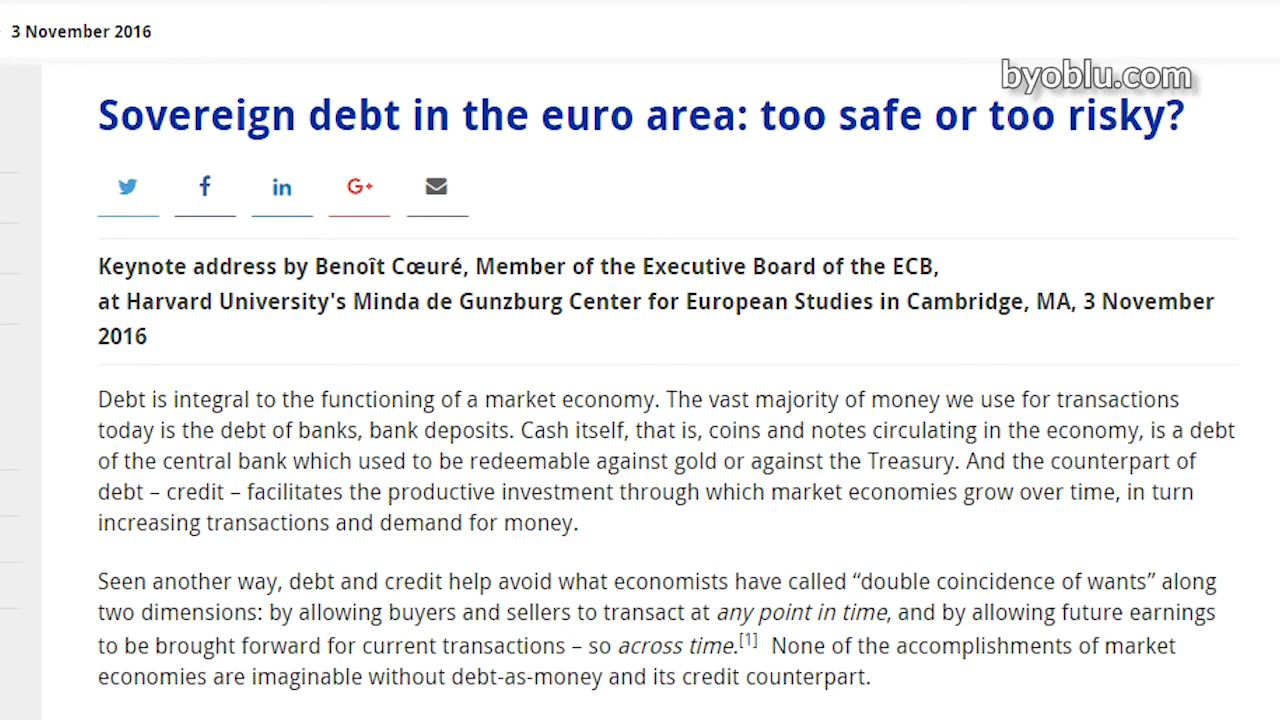 3 November 2016
byoblu.com
Sovereign debt in the euro area: too safe or too risky?
f in G+
Keynote address by Benoît Cœuré, Member of the Executive Board of the ECB,
at Harvard University's Minda de Gunzburg Center for European Studies in Cambridge, MA, 3 November
2016
Debt is integral to the functioning of a market economy. The vast majority of money we use for transactions
today is the debt of banks, bank deposits. Cash itself, that is, coins and notes circulating in the economy, is a debt
of the central bank which used to be redeemable against gold or against the Treasury. And the counterpart of
debt – credit – facilitates the productive investment through which market economies grow over time, in turn
increasing transactions and demand for money.
Seen another way, debt and credit help avoid what economists have called “double coincidence of wants” along
two dimensions: by allowing buyers and sellers to transact at any point in time, and by allowing future earnings
to be brought forward for current transactions – so across time.[1] None of the accomplishments of market
economies are imaginable without debt-as-money and its credit counterpart.